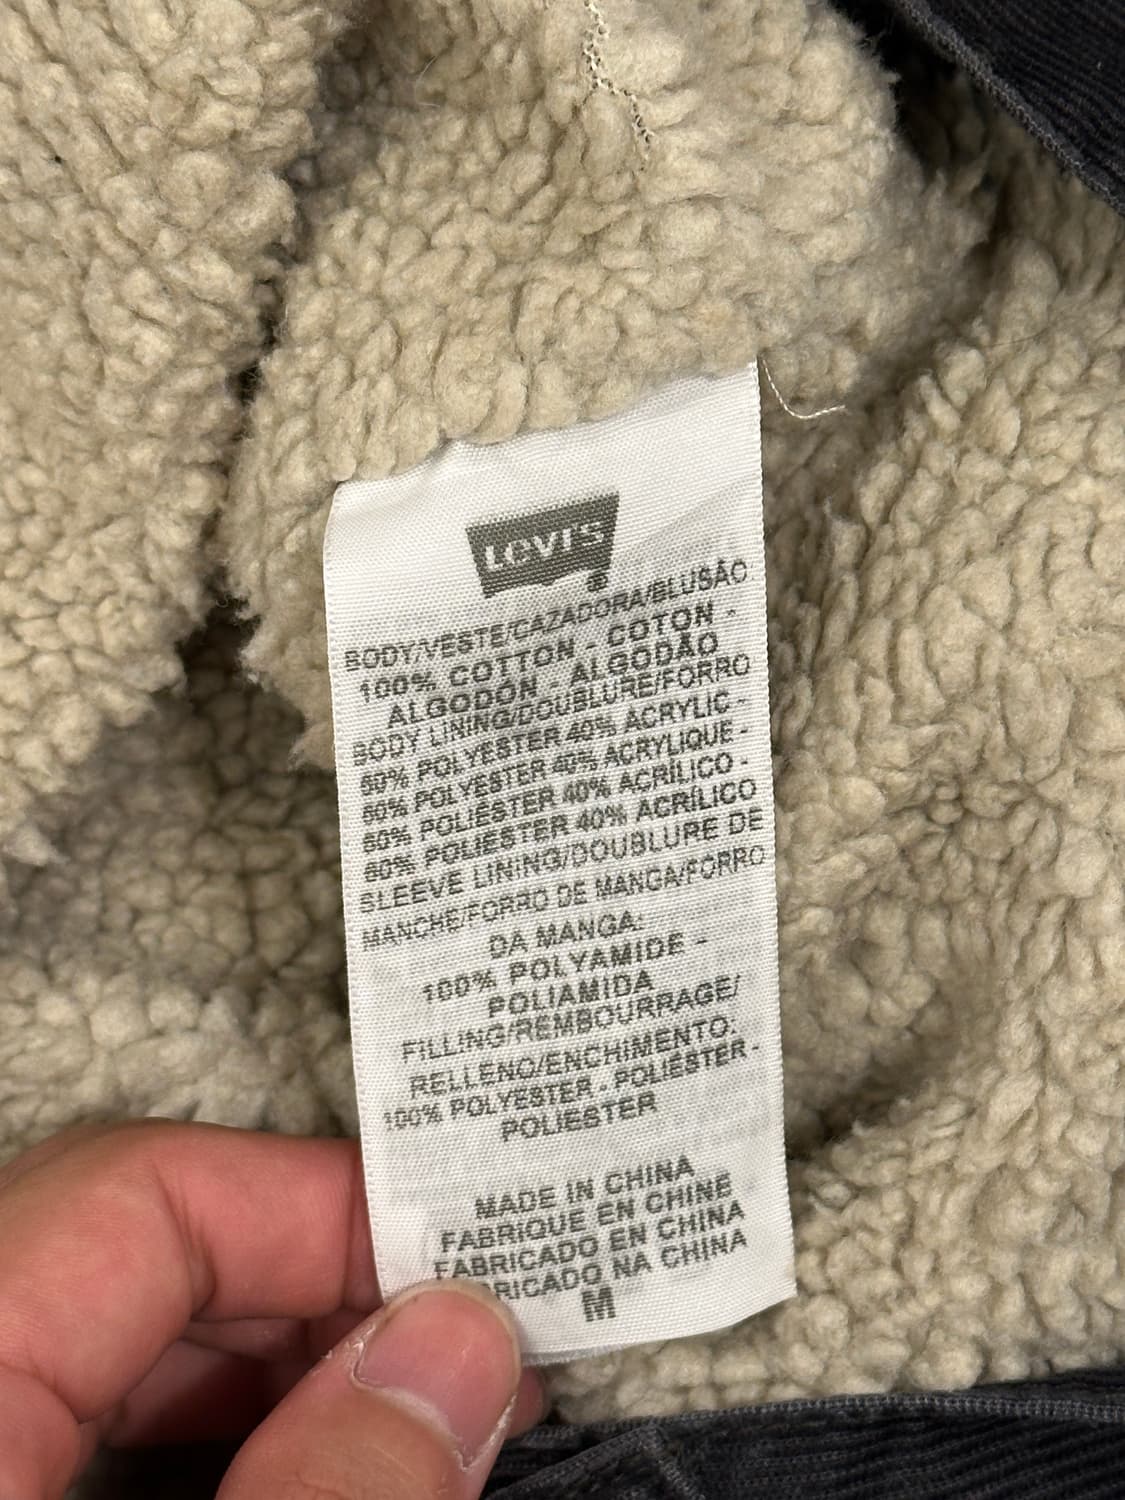 Levi's
BODY/VESTE/CAZADORA/BLUSÃO
100% COTTON - COTON -
ALGODÓN - ALGODÃO
BODY LINING/DOUBLURE/FORRO
60% POLYESTER 40% ACRYLIC -
60% POLYESTER 40% ACRYLIQUE -
60% POLIÉSTER 40% ACRÍLICO -
60% POLIESTER 40% ACRÍLICO
SLEEVE LINING/DOUBLURE DE
MANCHE/FORRO DE MANGA/FORRO
DA MANGA:
100% POLYAMIDE -
POLIAMIDA
FILLING/REMBOURRAGE/
RELLENO/ENCHIMENTO:
100% POLYESTER - POLIÉSTER -
POLIESTER
MADE IN CHINA
FABRIQUE EN CHINE
FABRICADO EN CHINA
RICADO NA CHINA
M